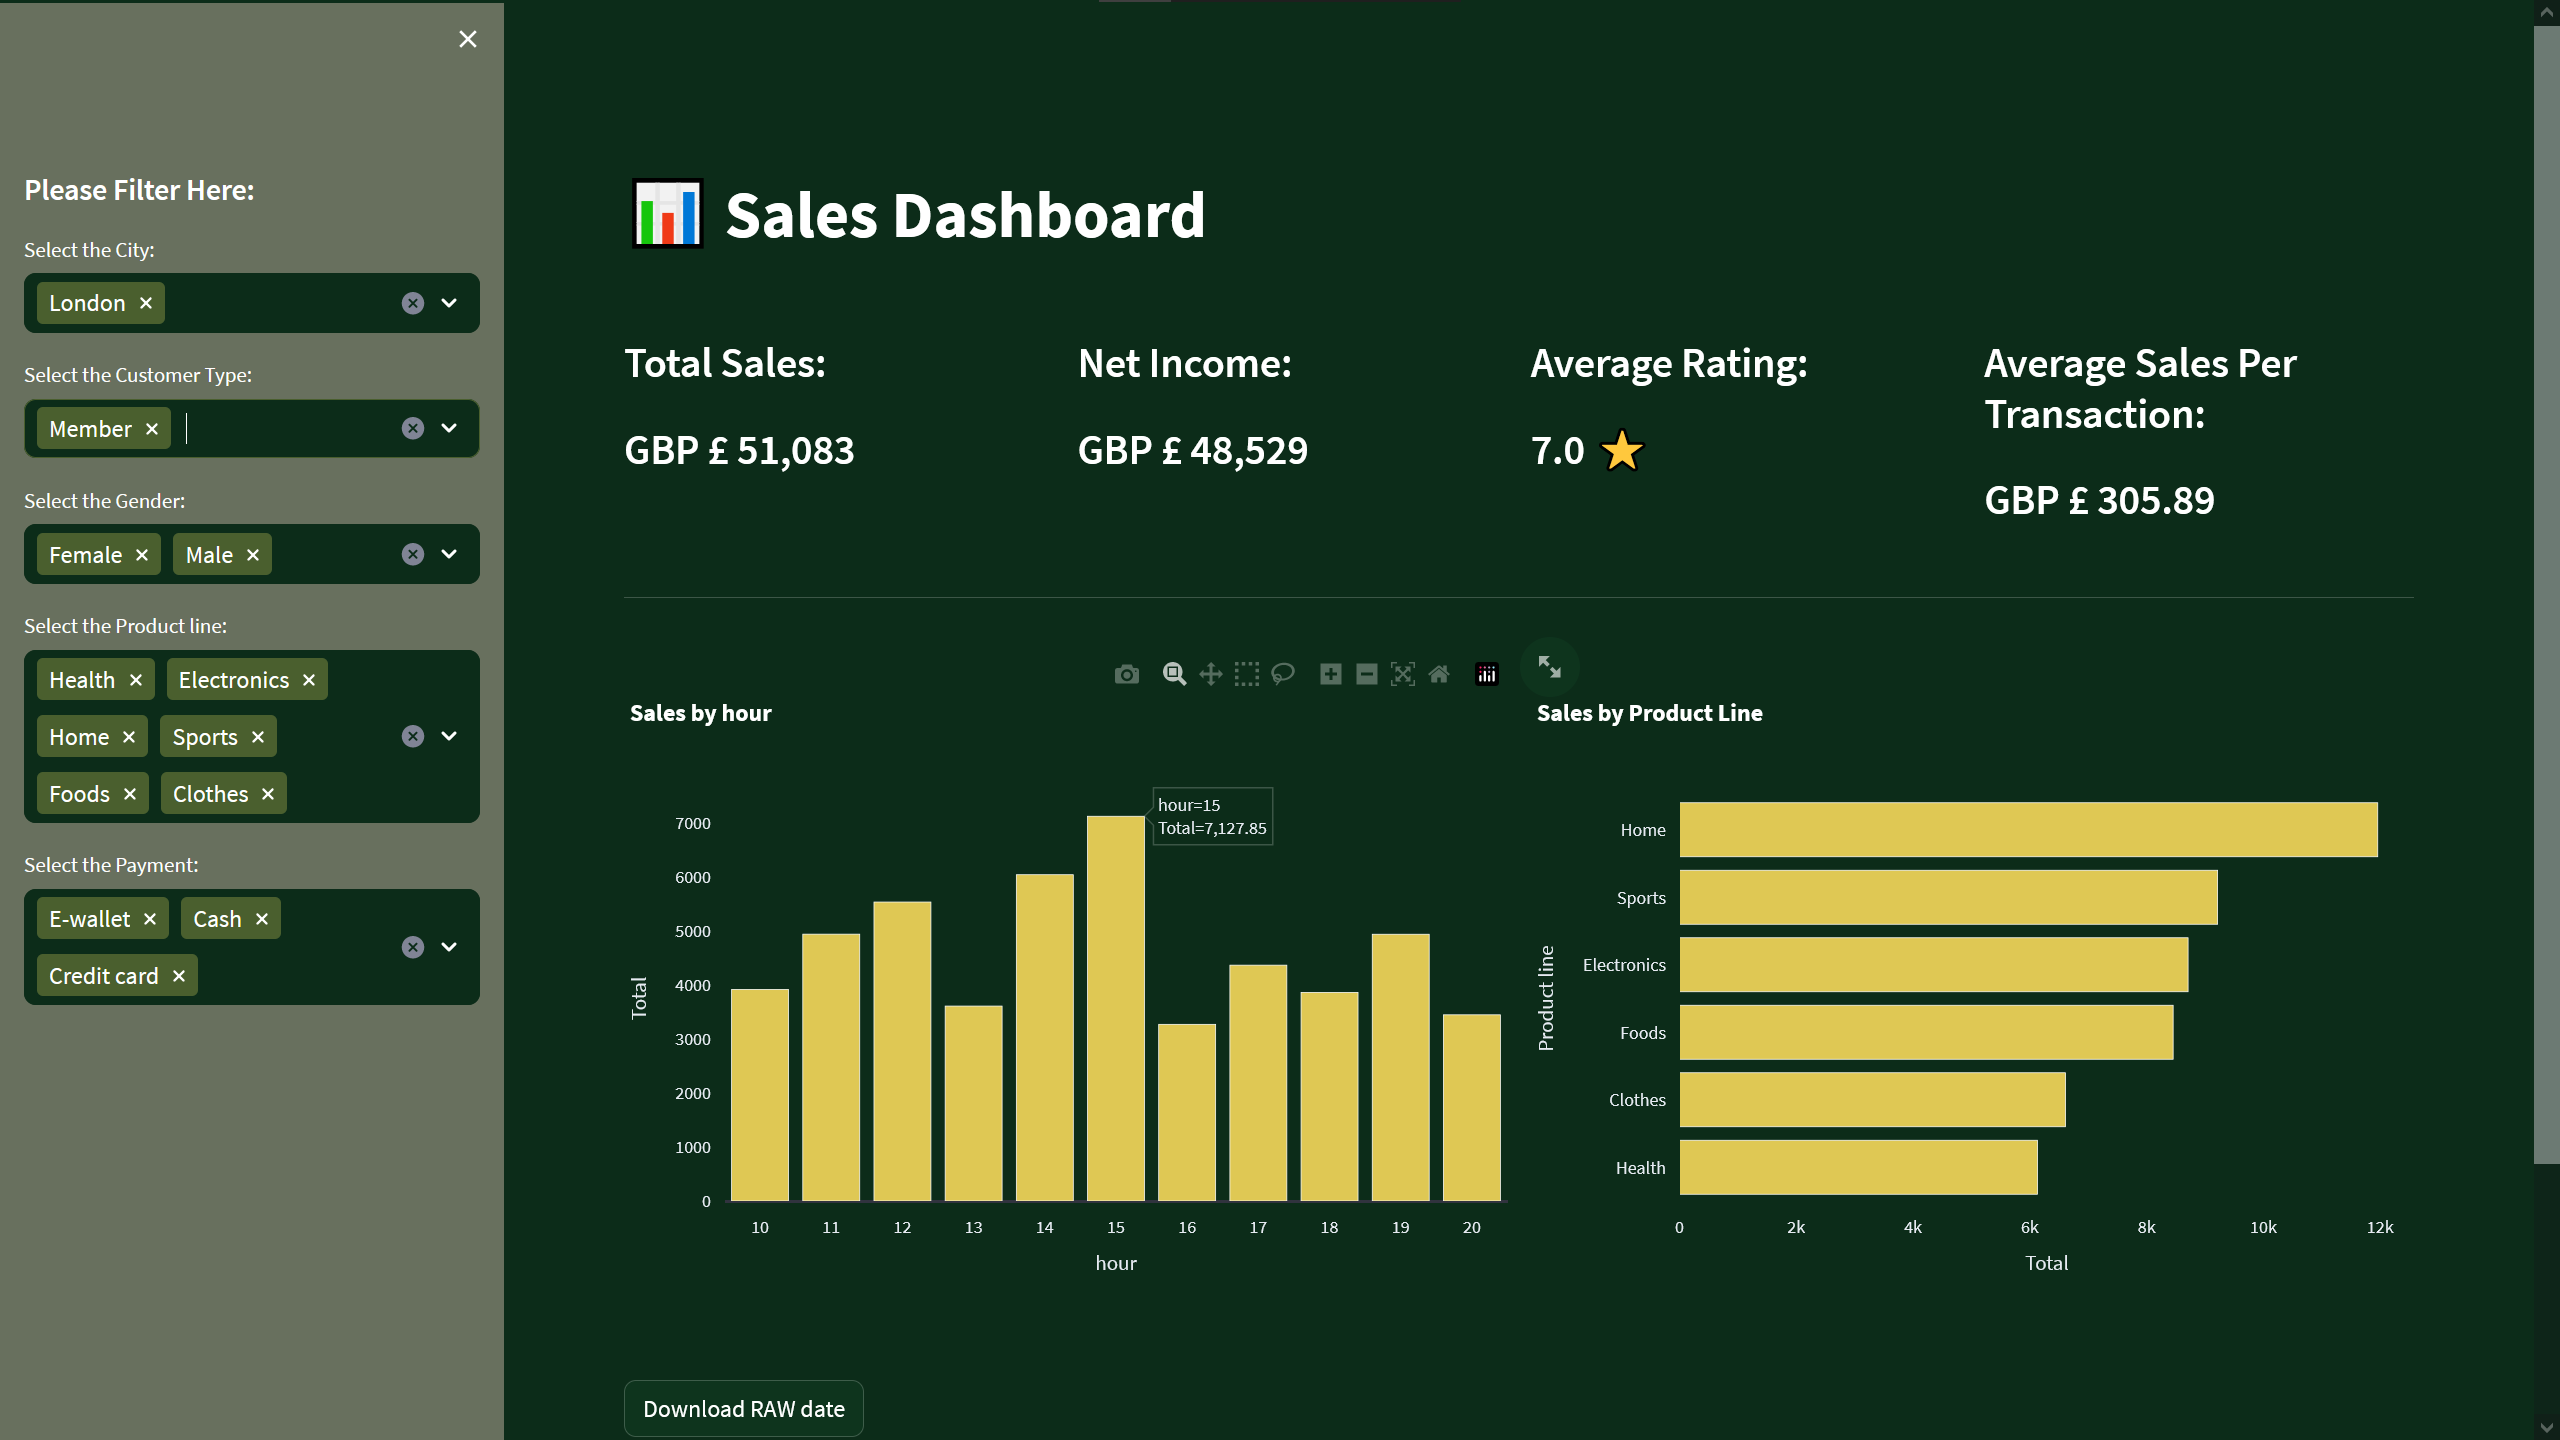 Please Filter Here:
Select the City:
London
Select the Customer Type:
Member
Select the Gender:
Female Male
Select the Product line:
Health Electronics
Home Sports
Foods Clothes
Select the Payment:
E-wallet Cash
Credit card
Sales Dashboard
Total Sales:
GBP £ 51,083
Net Income:
GBP £ 48,529
Average Rating:
7.0
Average Sales Per
Transaction:
GBP £ 305.89
Sales by hour
hour=15
Total=7,127.85
7000
6000
5000
4000
3000
2000
1000
0
Total
10 11 12 13 14 15 16 17 18 19 20
hour
Sales by Product Line
Product line
Home
Sports
Electronics
Foods
Clothes
Health
0 2k 4k 6k 8k 10k 12k
Total
Download RAW date